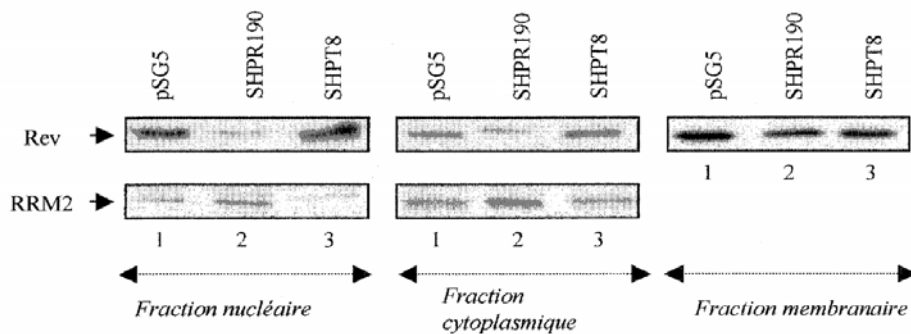 pSG5 SHPR190 SHPT8 pSG5 SHPR190 SHPT8 pSG5 SHPR190 SHPT8
Rev
1 2 3
RRM2
1 2 3 1 2 3
Fraction nucléaire
Fraction
cytoplasmique
Fraction membranaire